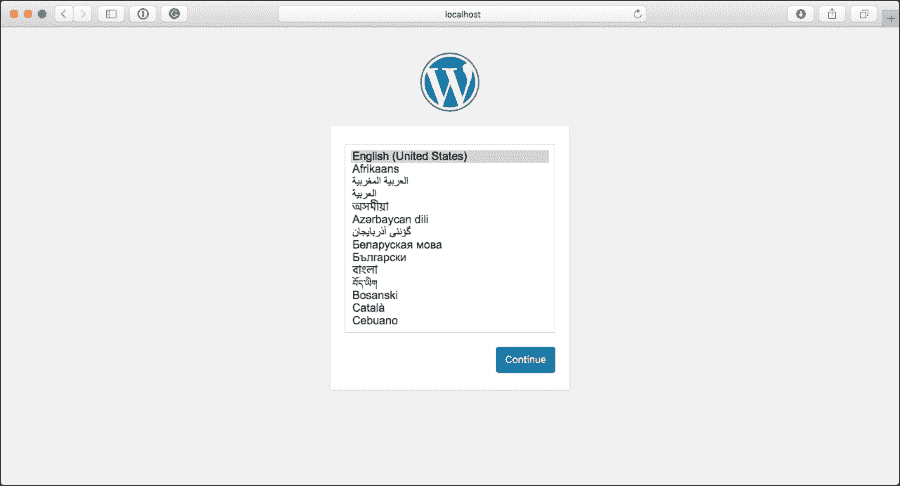 localhost
English (United States)
Afrikaans
العربية المغربية
العربية
অসমীয়া
Azərbaycan dili
گؤنئی آذربایجان
Беларуская мова
Български
বাংলা
བོད་ཡིག
Bosanski
Català
Cebuano
Continue